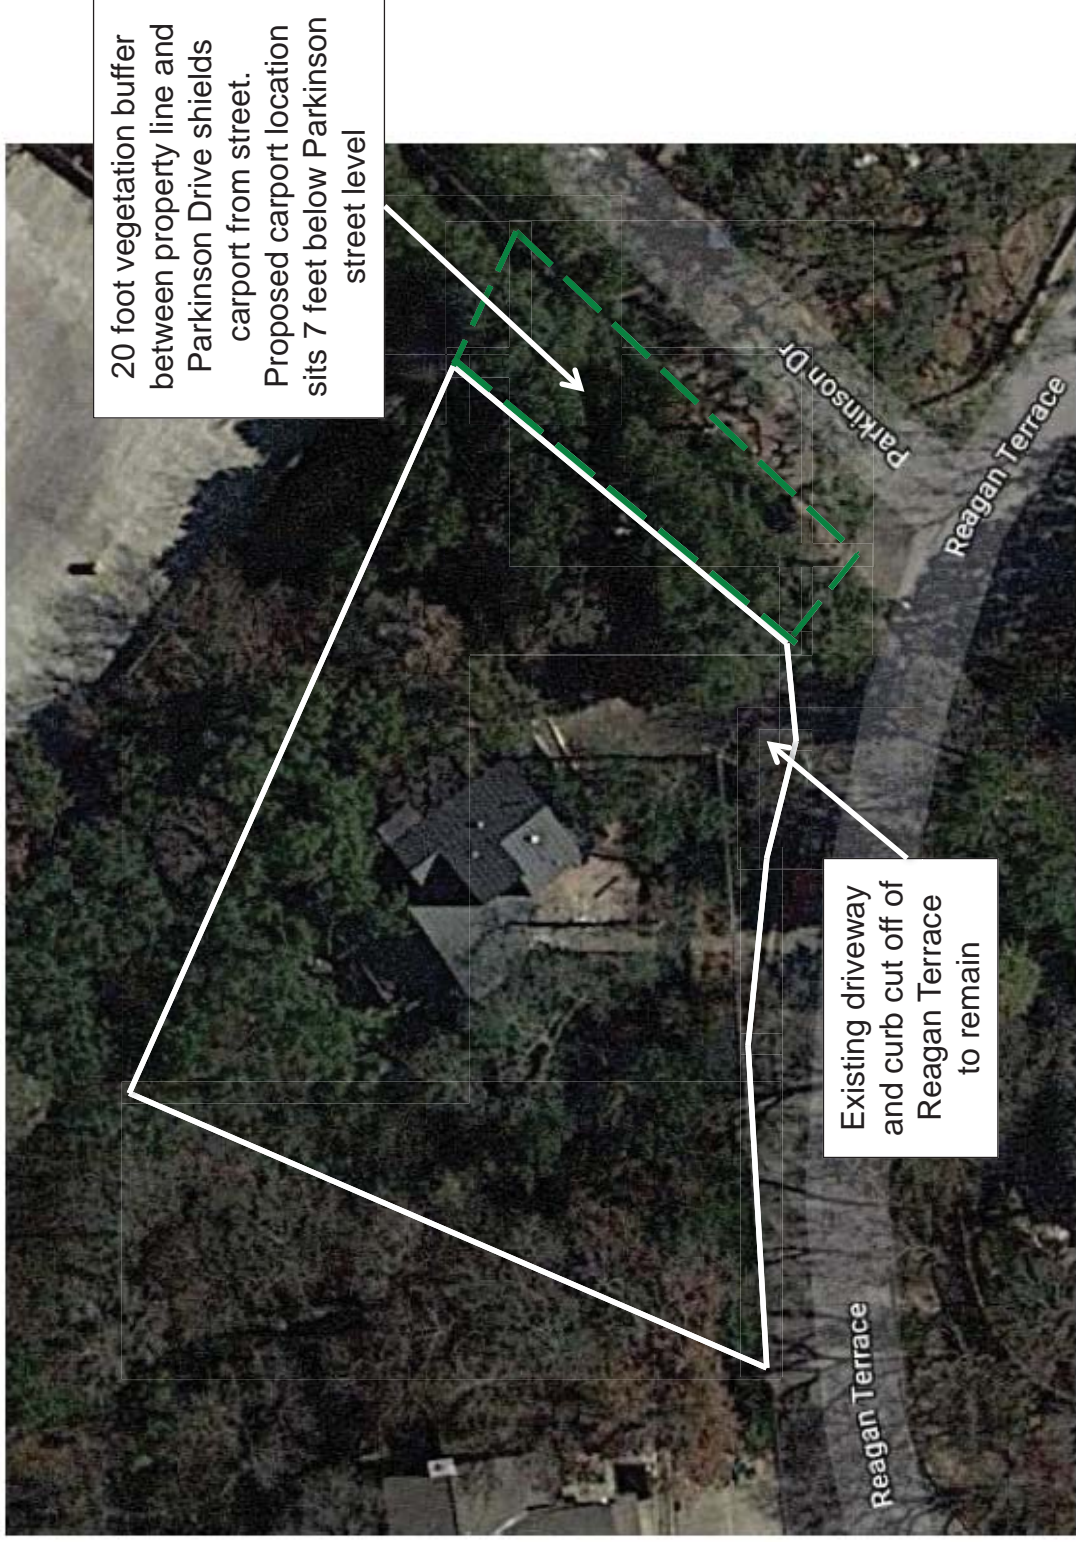 20 foot vegetation buffer
between property line and
Parkinson Drive shields
carport from street.
Proposed carport location
sits 7 feet below Parkinson
street level
Parkinson Dr
Reagan Terrace
Existing driveway
and curb cut off of
Reagan Terrace
to remain
Reagan Terrace